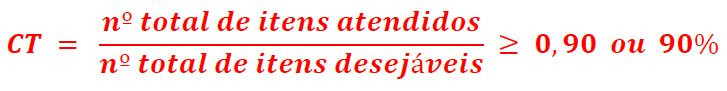 CT = nº total de itens atendidos / nº total de itens desejáveis ≥ 0,90 ou 90%